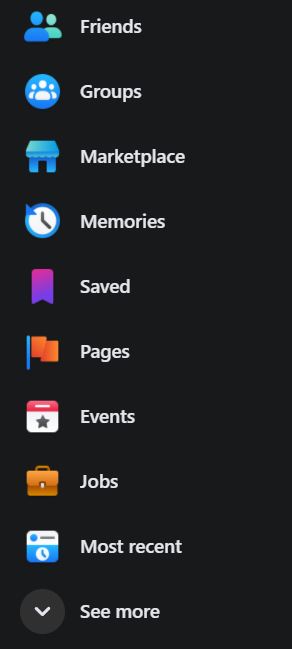 Friends
Groups
Marketplace
Memories
Saved
Pages
Events
Jobs
Most recent
See more